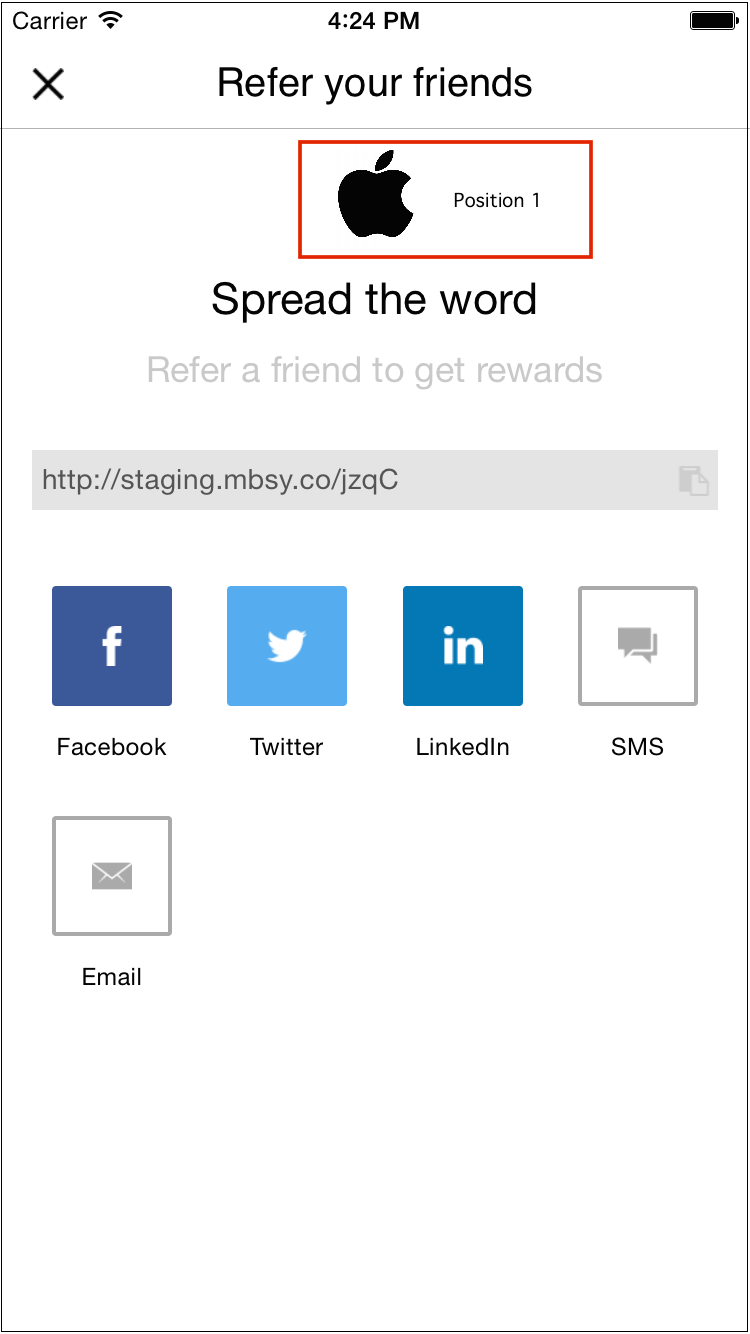 Carrier 4:24 PM
Refer your friends
Position 1
Spread the word
Refer a friend to get rewards
http://staging.mbsy.co/jzqC
Facebook Twitter LinkedIn SMS
Email